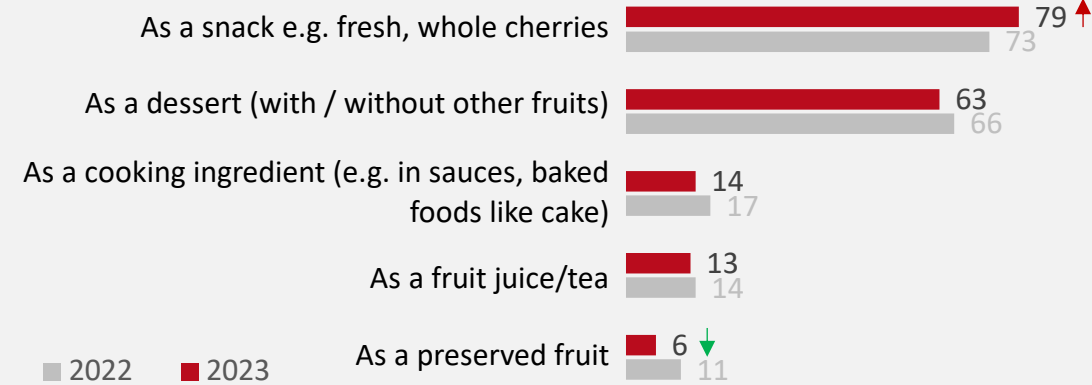 As a snack e.g. fresh, whole cherries
79
73
As a dessert (with / without other fruits)
63
66
As a cooking ingredient (e.g. in sauces, baked
foods like cake)
14
17
As a fruit juice/tea
13
14
As a preserved fruit
6
11
2022 2023